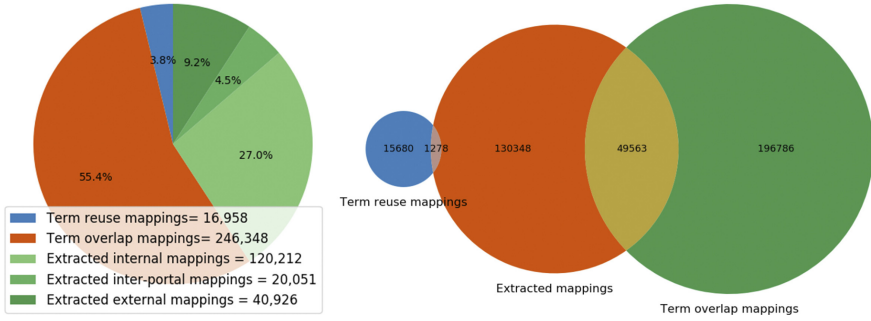 3.8%
9.2%
4.5%
27.0%
55.4%
Term reuse mappings= 16,958
Term overlap mappings= 246,348
Extracted internal mappings = 120,212
Extracted inter-portal mappings = 20,051
Extracted external mappings = 40,926
15680
1278
130348
49563
196786
Term reuse mappings
Extracted mappings
Term overlap mappings